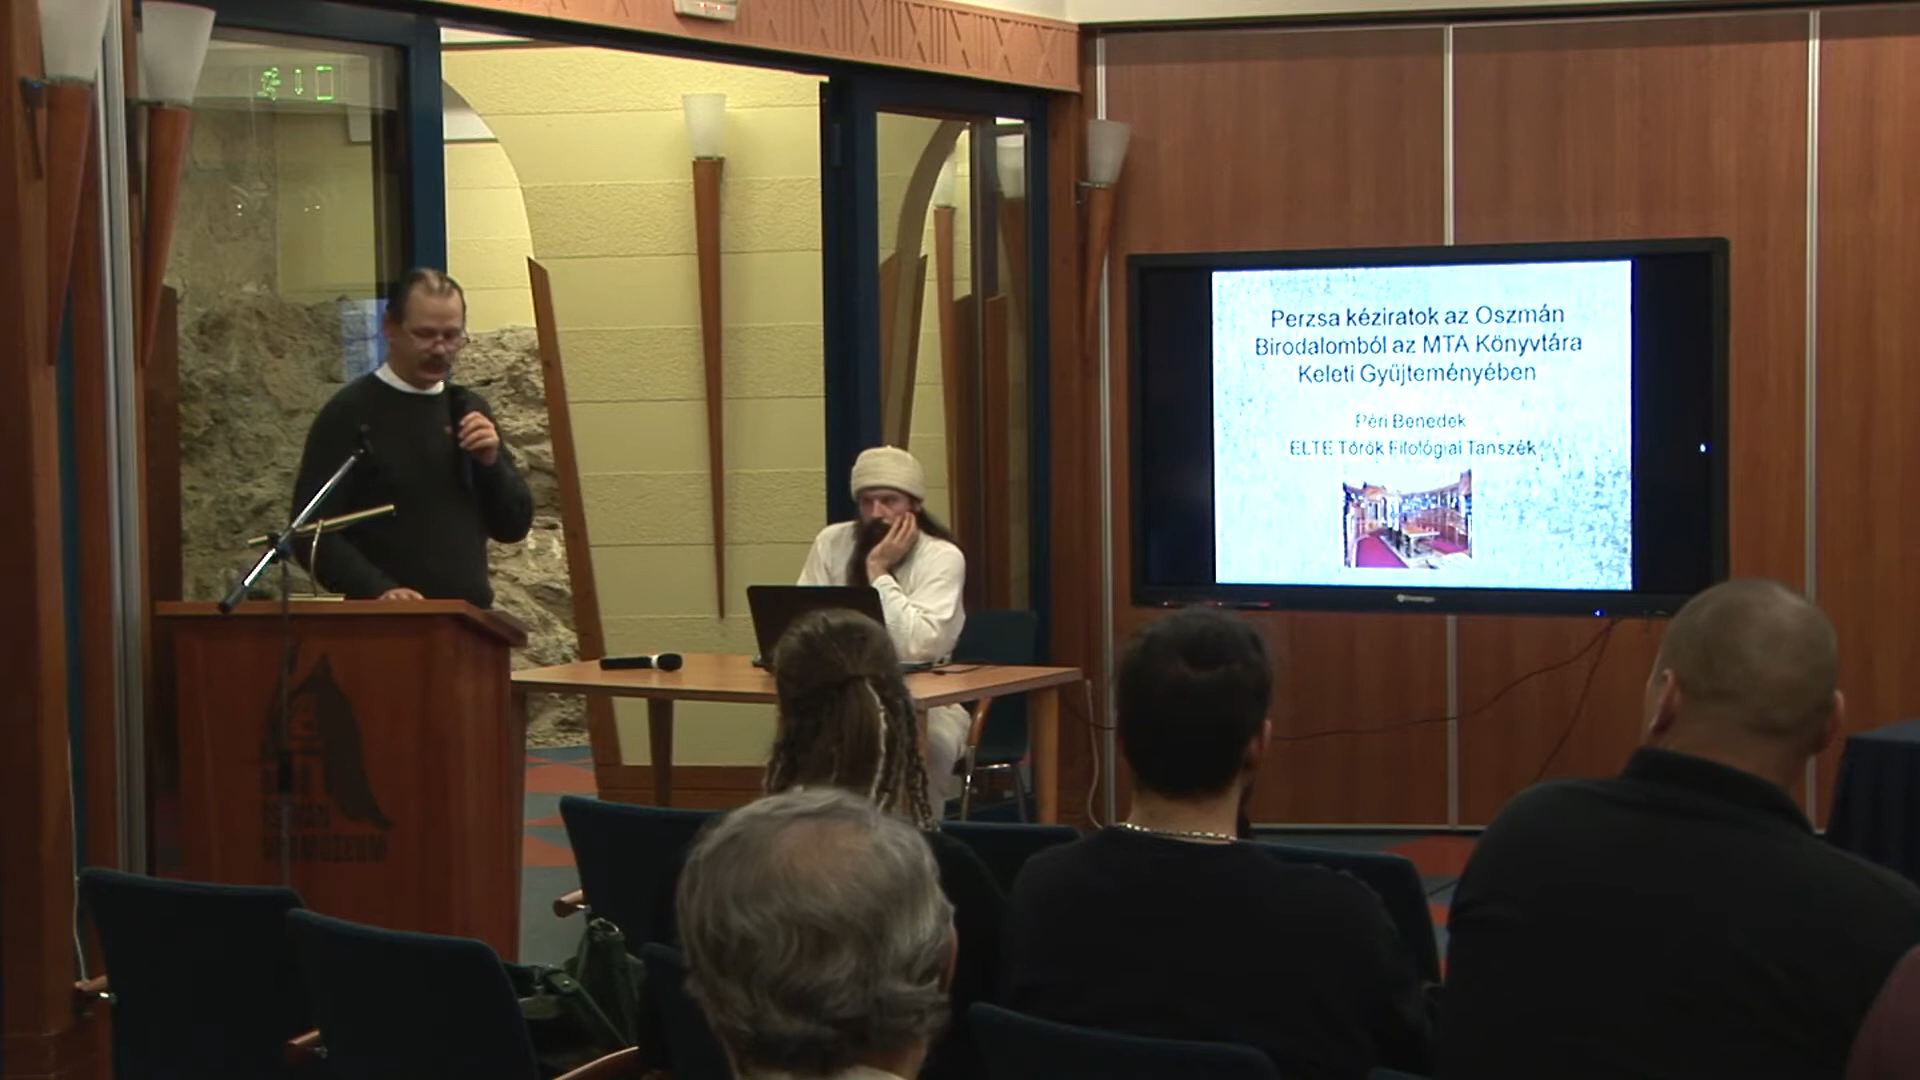 Perzsa kéziratok az Oszmán
Birodalomból az MTA Könyvtára
Keleti Gyűjteményében
Péri Benedek
ELTE Török Filológiai Tanszék